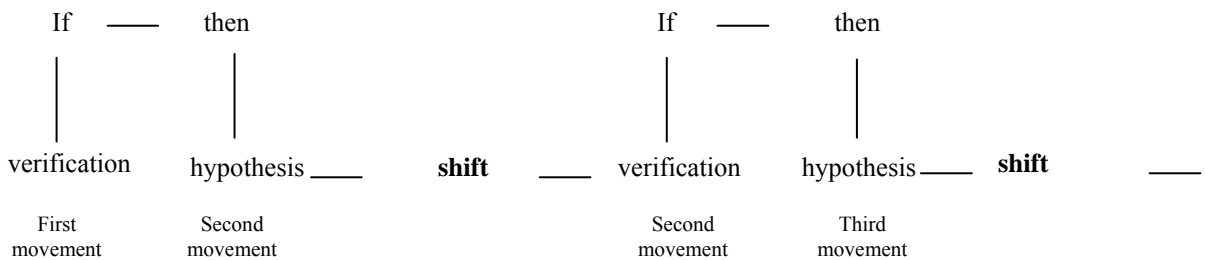 If then If then
verification hypothesis shift verification hypothesis shift
First Second Second Third
movement movement movement movement